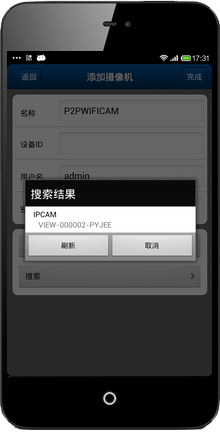 17:31
返回 添加摄像机 完成
名称 P2PWIFICAM
设备ID
用户名 admin
搜索结果
IPCAM
VIEW-000002-PYJEE
刷新 取消
搜索